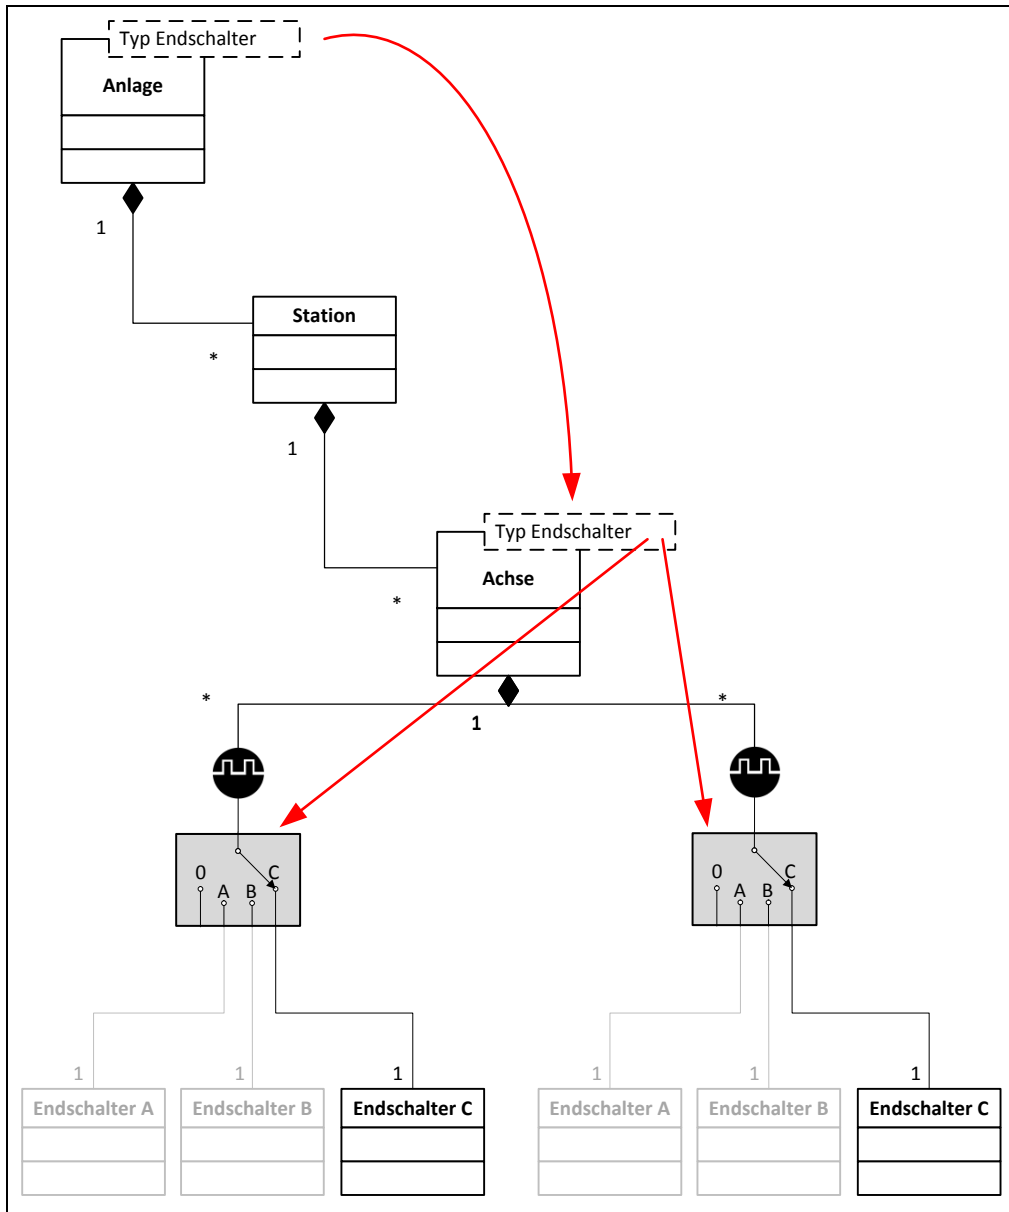 Typ Endschalter
Anlage
1
Station
*
1
Typ Endschalter
Achse
*
*
1
*
0
A
B
C
0
A
B
C
1
1
1
1
1
1
Endschalter A
Endschalter B
Endschalter C
Endschalter A
Endschalter B
Endschalter C